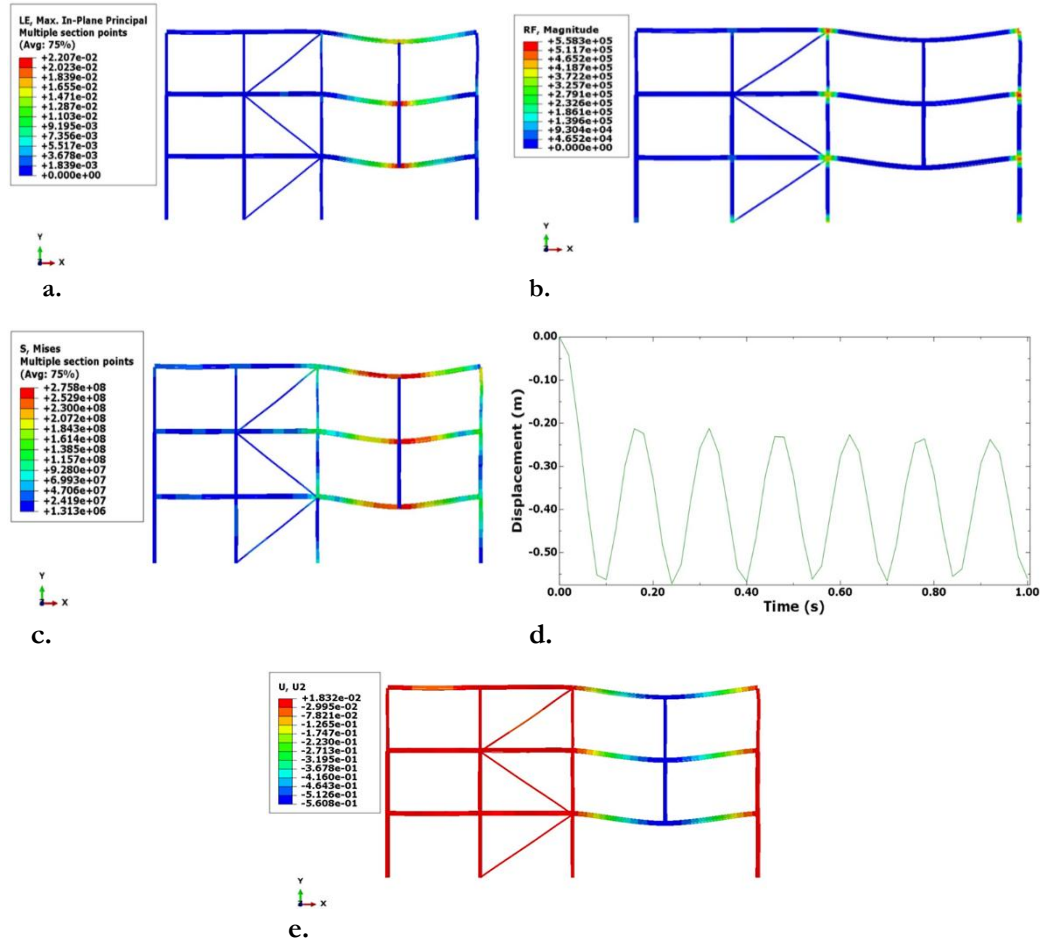 LE, Max. In-Plane Principal
Multiple section points
(Avg: 75%)
+2.207e-02
+2.023e-02
+1.839e-02
+1.655e-02
+1.471e-02
+1.287e-02
+1.103e-02
+9.195e-03
+7.356e-03
+5.517e-03
+3.678e-03
+1.839e-03
+0.000e+00
Y
X
a.
RF, Magnitude
+5.583e+05
+5.117e+05
+4.652e+05
+4.187e+05
+3.722e+05
+3.257e+05
+2.791e+05
+2.326e+05
+1.861e+05
+1.396e+05
+9.304e+04
+4.652e+04
+0.000e+00
Y
X
b.
S, Mises
Multiple section points
(Avg: 75%)
+2.758e+08
+2.529e+08
+2.300e+08
+2.072e+08
+1.843e+08
+1.614e+08
+1.385e+08
+1.157e+08
+9.280e+07
+6.993e+07
+4.706e+07
+2.419e+07
+1.313e+06
Y
X
c.
0.00
-0.10
-0.20
-0.30
-0.40
-0.50
Displacement (m)
0.00 0.20 0.40 0.60 0.80 1.00
Time (s)
d.
U, U2
+1.832e-02
-2.995e-02
-7.821e-02
-1.265e-01
-1.747e-01
-2.230e-01
-2.713e-01
-3.195e-01
-3.678e-01
-4.160e-01
-4.643e-01
-5.126e-01
-5.608e-01
Y
X
e.